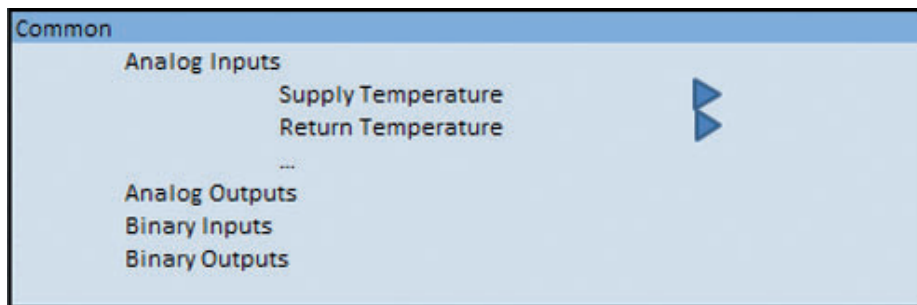 Common
Analog Inputs
Supply Temperature
Return Temperature
...
Analog Outputs
Binary Inputs
Binary Outputs